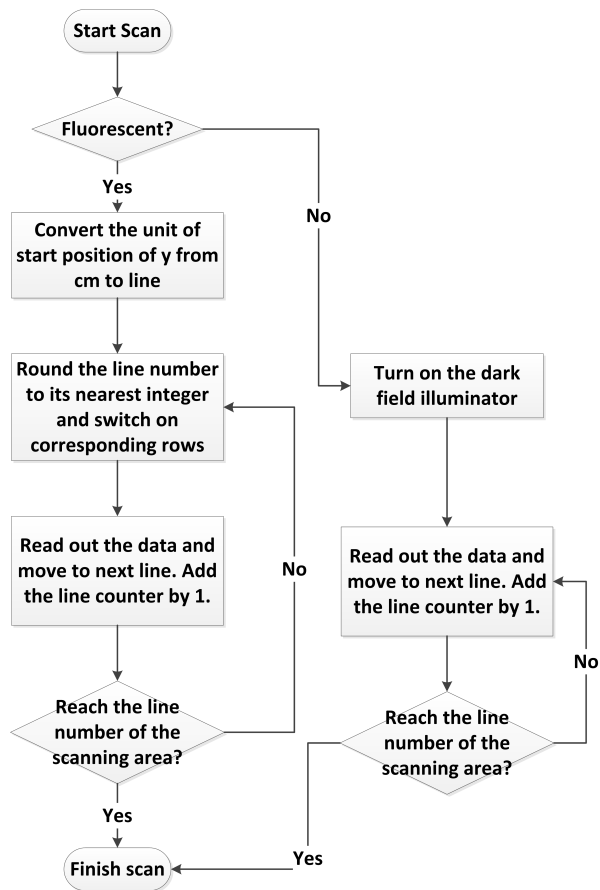 Start Scan
Fluorescent?
Yes
No
Convert the unit of
start position of y from
cm to line
Round the line number
to its nearest integer
and switch on
corresponding rows
Turn on the dark
field illuminator
Read out the data and
move to next line. Add
the line counter by 1.
No
Read out the data and
move to next line. Add
the line counter by 1.
No
Reach the line
number of the
scanning area?
Reach the line
number of the
scanning area?
Yes
Yes
Finish scan